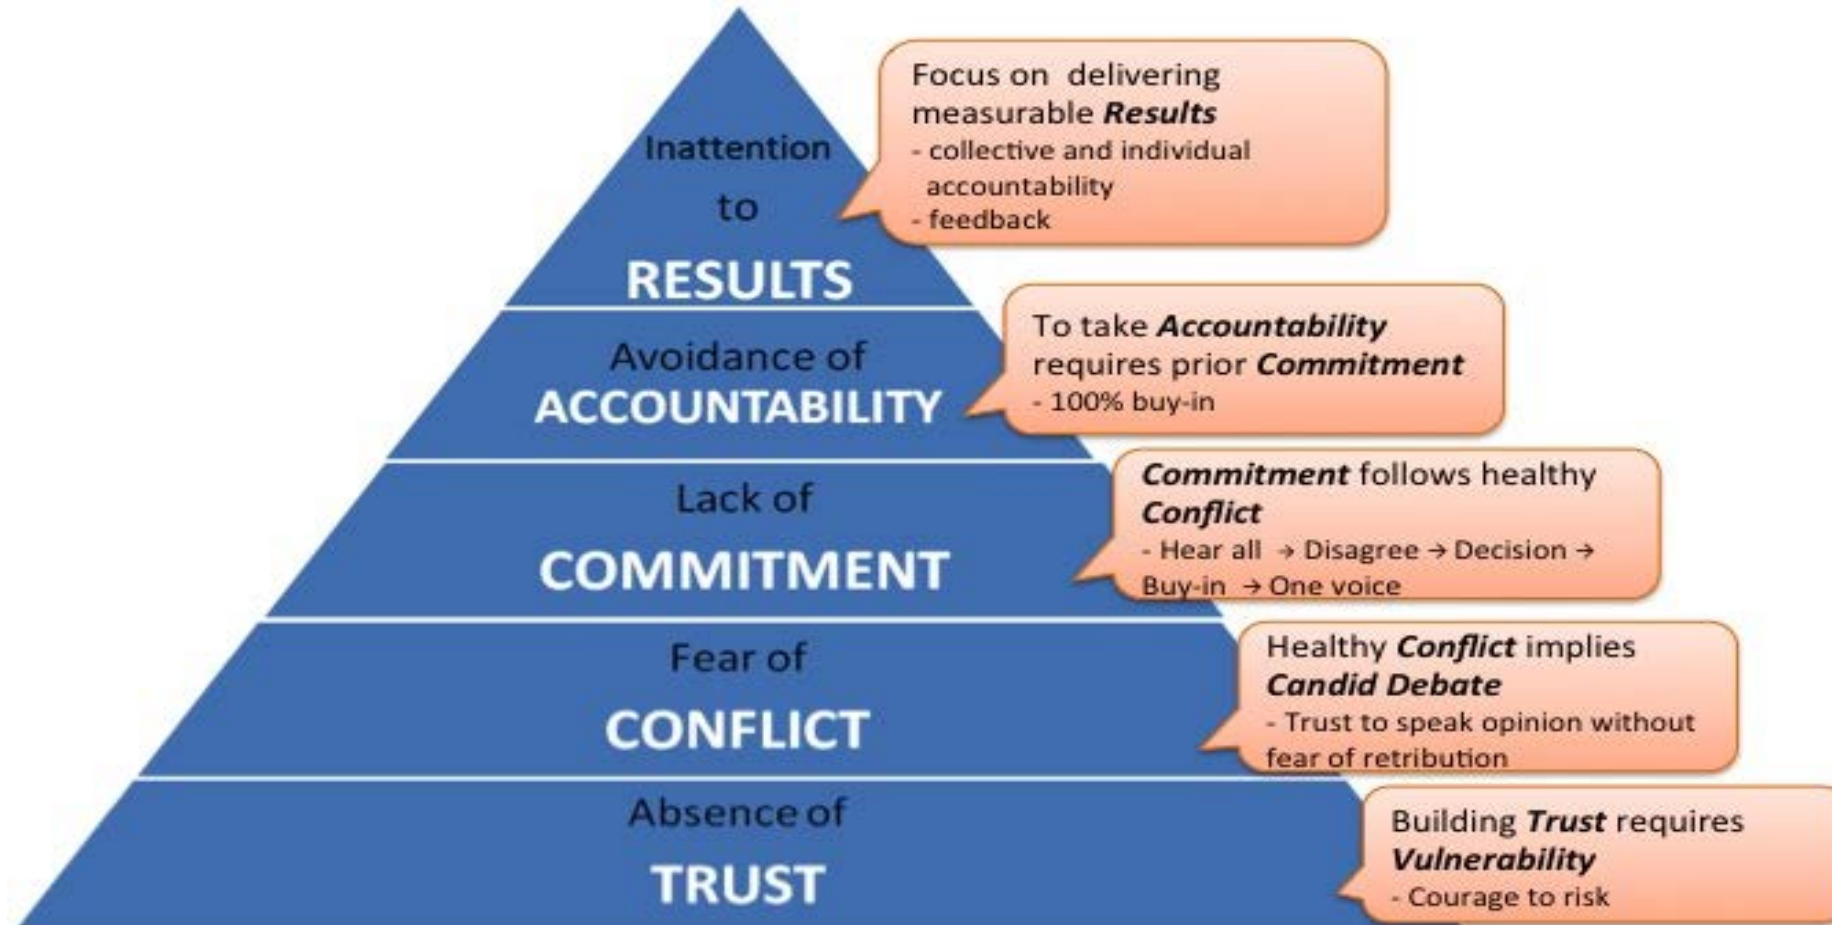 Inattention
to
RESULTS
Focus on delivering
measurable Results
- collective and individual
accountability
- feedback
Avoidance of
ACCOUNTABILITY
To take Accountability
requires prior Commitment
- 100% buy-in
Lack of
COMMITMENT
Commitment follows healthy
Conflict
- Hear all → Disagree → Decision →
Buy-in → One voice
Fear of
CONFLICT
Healthy Conflict implies
Candid Debate
- Trust to speak opinion without
fear of retribution
Absence of
TRUST
Building Trust requires
Vulnerability
- Courage to risk